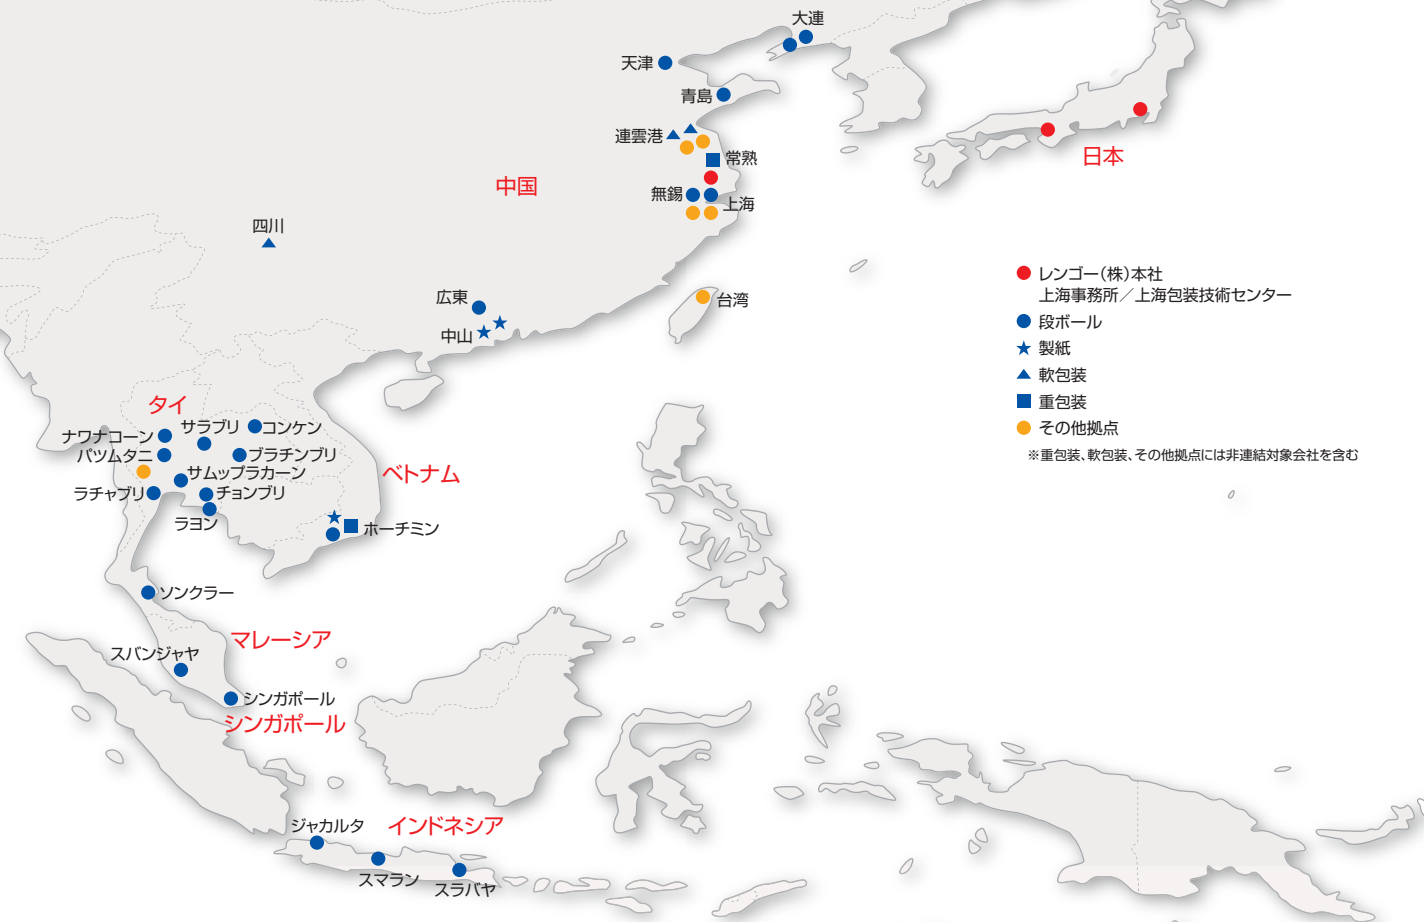 大連
天津
青島
連雲港
常熟
日本
中国
無錫
上海
四川
レンゴー(株)本社
上海事務所／上海包装技術センター
広東
台湾
段ボール
中山
製紙
軟包装
重包装
タイ
サラブリ
コンケン
その他拠点
ナワナコーン
パツムタニ
ブラチンブリ
※重包装、軟包装、その他拠点には非連結対象会社を含む
サムップラカーン
ベトナム
ラチャブリ
チョンブリ
ラヨン
ホーチミン
ソンクラー
マレーシア
スバンジャヤ
シンガポール
シンガポール
ジャカルタ
インドネシア
スマラン
スラバヤ